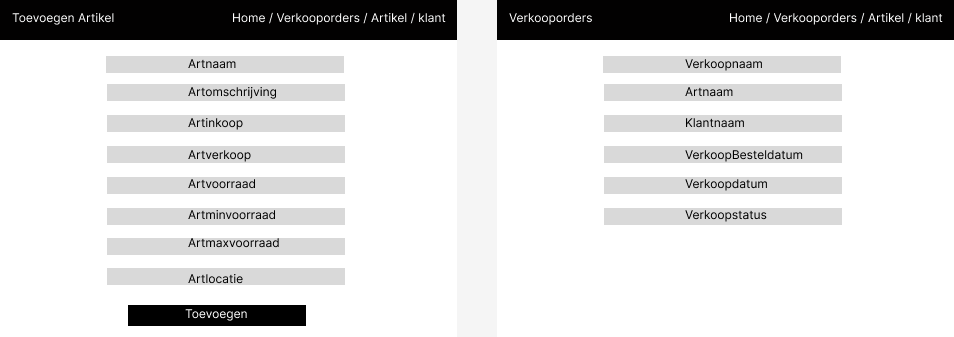 Toevoegen Artikel
Home / Verkooporders / Artikel / klant
Artnaam
Artomschrijving
Artinkoop
Artverkoop
Artvoorraad
Artminvoorraad
Artmaxvoorraad
Artlocatie
Toevoegen
Verkooporders
Home / Verkooporders / Artikel / klant
Verkoopnaam
Artnaam
Klantnaam
VerkoopBesteldatum
Verkoopdatum
Verkoopstatus